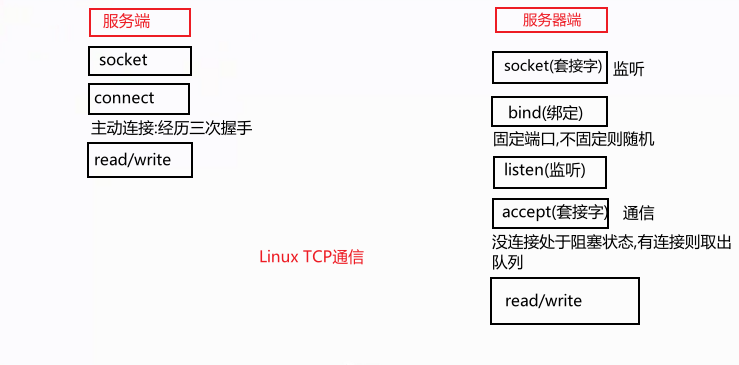 服务端
socket
connect
主动连接:经历三次握手
read/write
Linux TCP通信
服务器端
socket(套接字) 监听
bind(绑定)
固定端口,不固定则随机
listen(监听)
accept(套接字) 通信
没连接处于阻塞状态,有连接则取出
队列
read/write